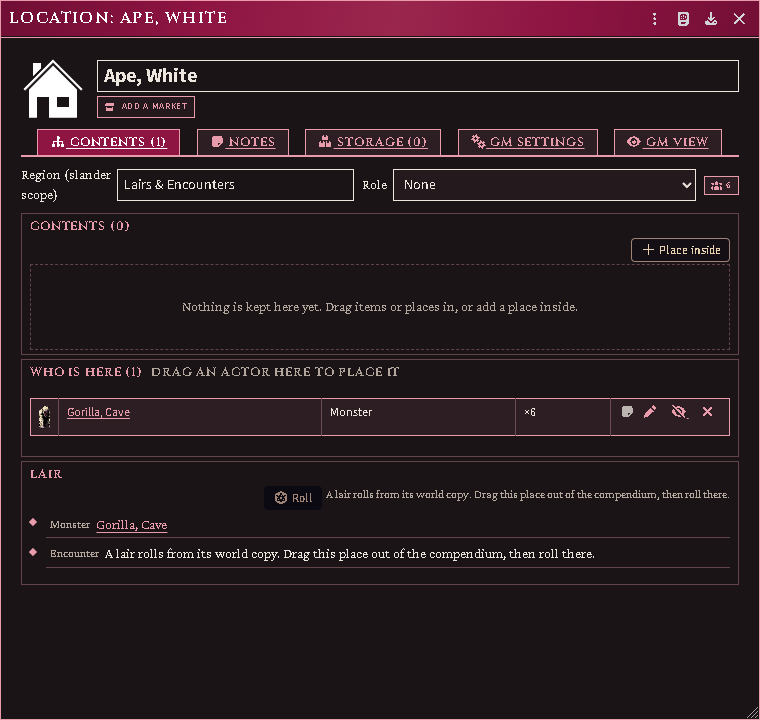 LOCATION: APE, WHITE
Ape, White
ADD A MARKET
CONTENTS (1)
NOTES
STORAGE (0)
GM SETTINGS
GM VIEW
Region (slander scope)
Lairs & Encounters
Role
None
6
CONTENTS (0)
Place inside
Nothing is kept here yet. Drag items or places in, or add a place inside.
WHO IS HERE (1) DRAG AN ACTOR HERE TO PLACE IT
Gorilla, Cave
Monster
×6
LAIR
Roll
A lair rolls from its world copy. Drag this place out of the compendium, then roll there.
Monster Gorilla, Cave
Encounter A lair rolls from its world copy. Drag this place out of the compendium, then roll there.